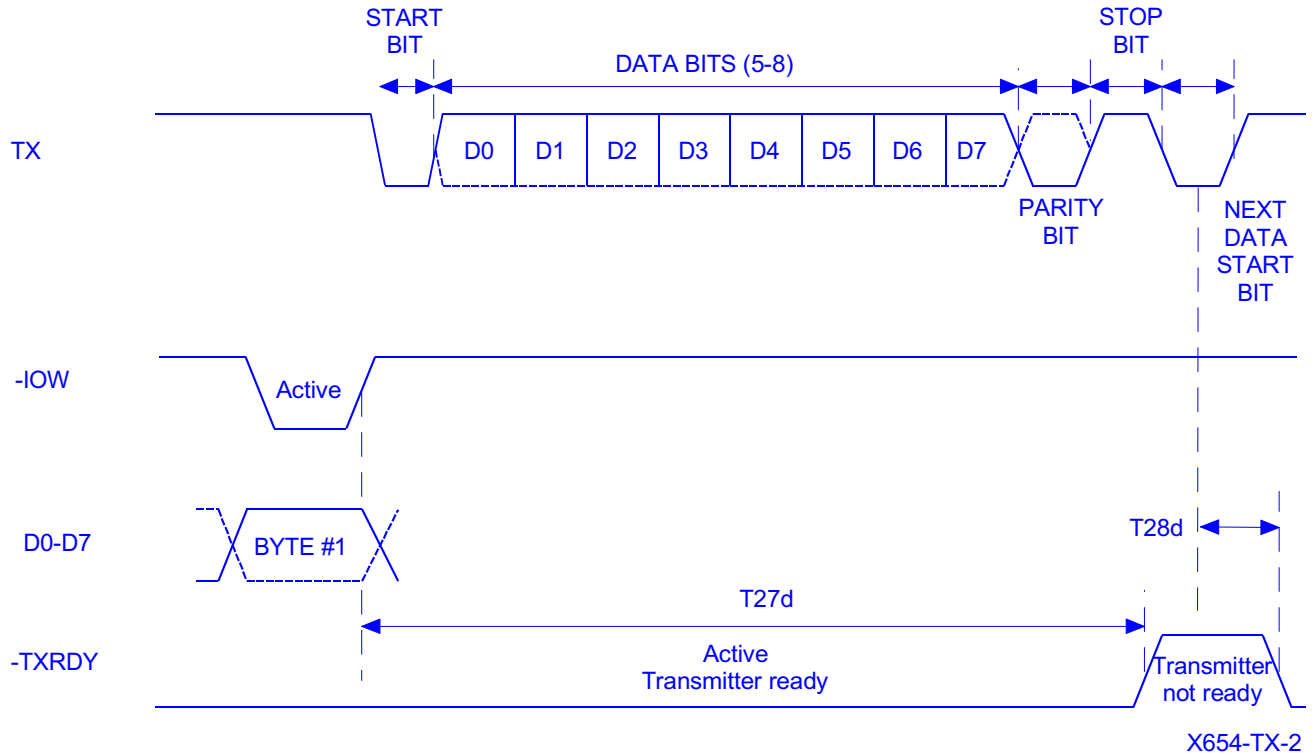 START
BIT
DATA BITS (5-8)
STOP
BIT
TX
D0 D1 D2 D3 D4 D5 D6 D7
PARITY
BIT
NEXT
DATA
START
BIT
-IOW
Active
D0-D7
BYTE #1
T28d
T27d
-TXRDY
Active
Transmitter ready
Transmitter
not ready
X654-TX-2